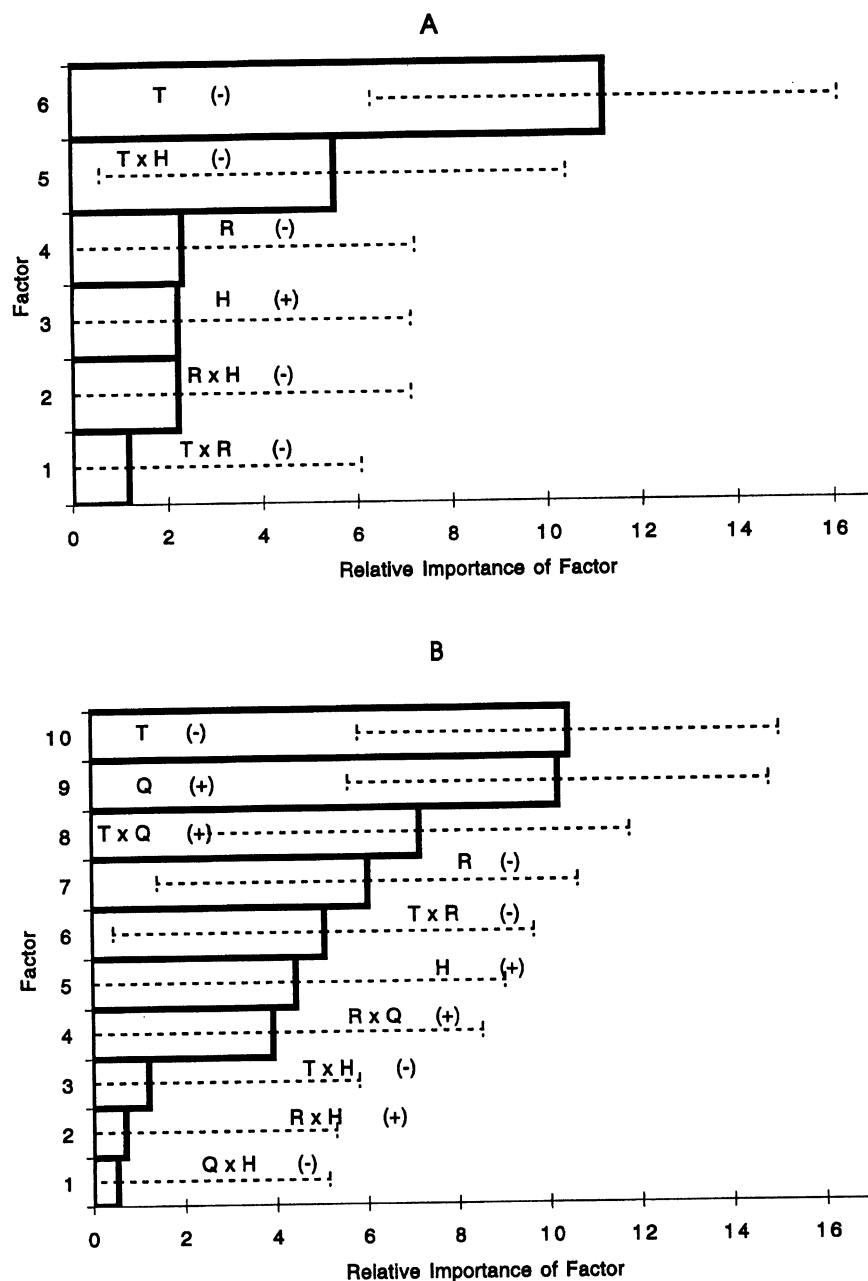 A
6 T (-)
5 T x H (-)
4 R (-)
Factor
3 H (+)
2 R x H (-)
1 T x R (-)
0 2 4 6 8 10 12 14 16
Relative Importance of Factor
B
10 T (-)
9 Q (+)
8 T x Q (+)
7 R (-)
6 T x R (-)
Factor
5 H (+)
4 R x Q (+)
3 T x H (-)
2 R x H (+)
1 Q x H (-)
0 2 4 6 8 10 12 14 16
Relative Importance of Factor